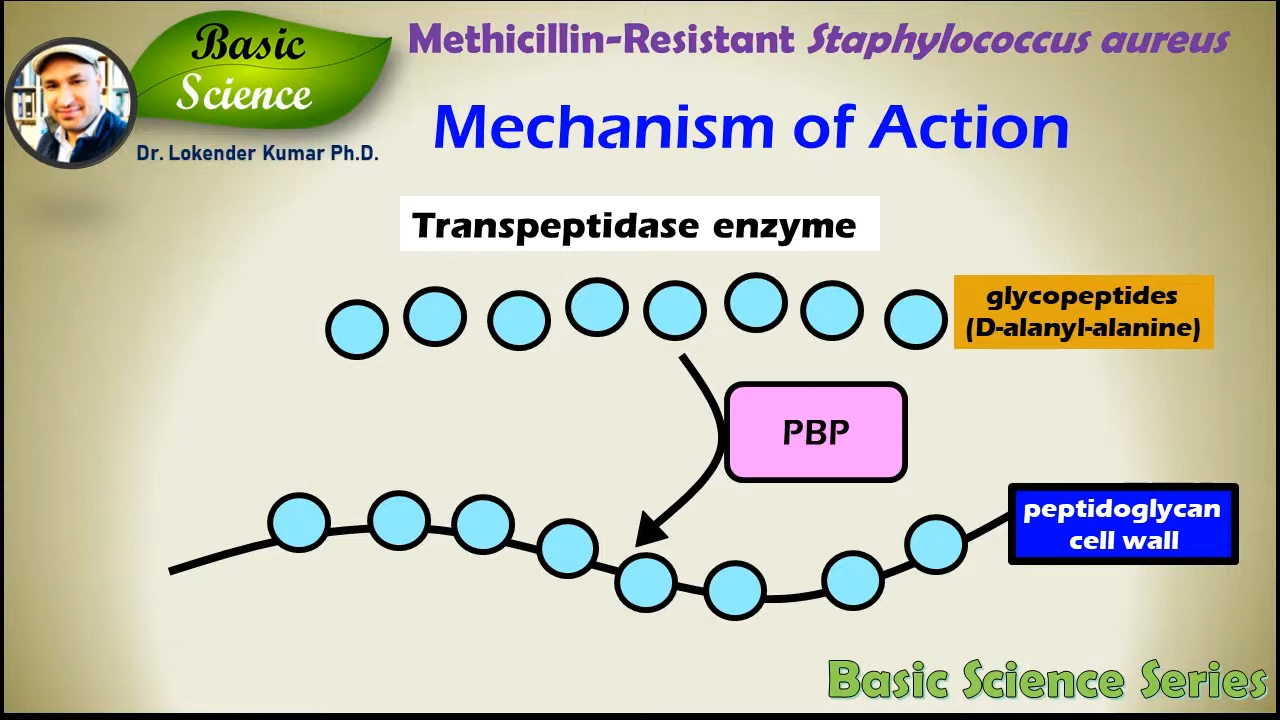 Basic
Science
Dr. Lokender Kumar Ph.D.
Methicillin-Resistant Staphylococcus aureus
Mechanism of Action
Transpeptidase enzyme
glycopeptides
(D-alanyl-alanine)
PBP
peptidoglycan
cell wall
Basic Science Series